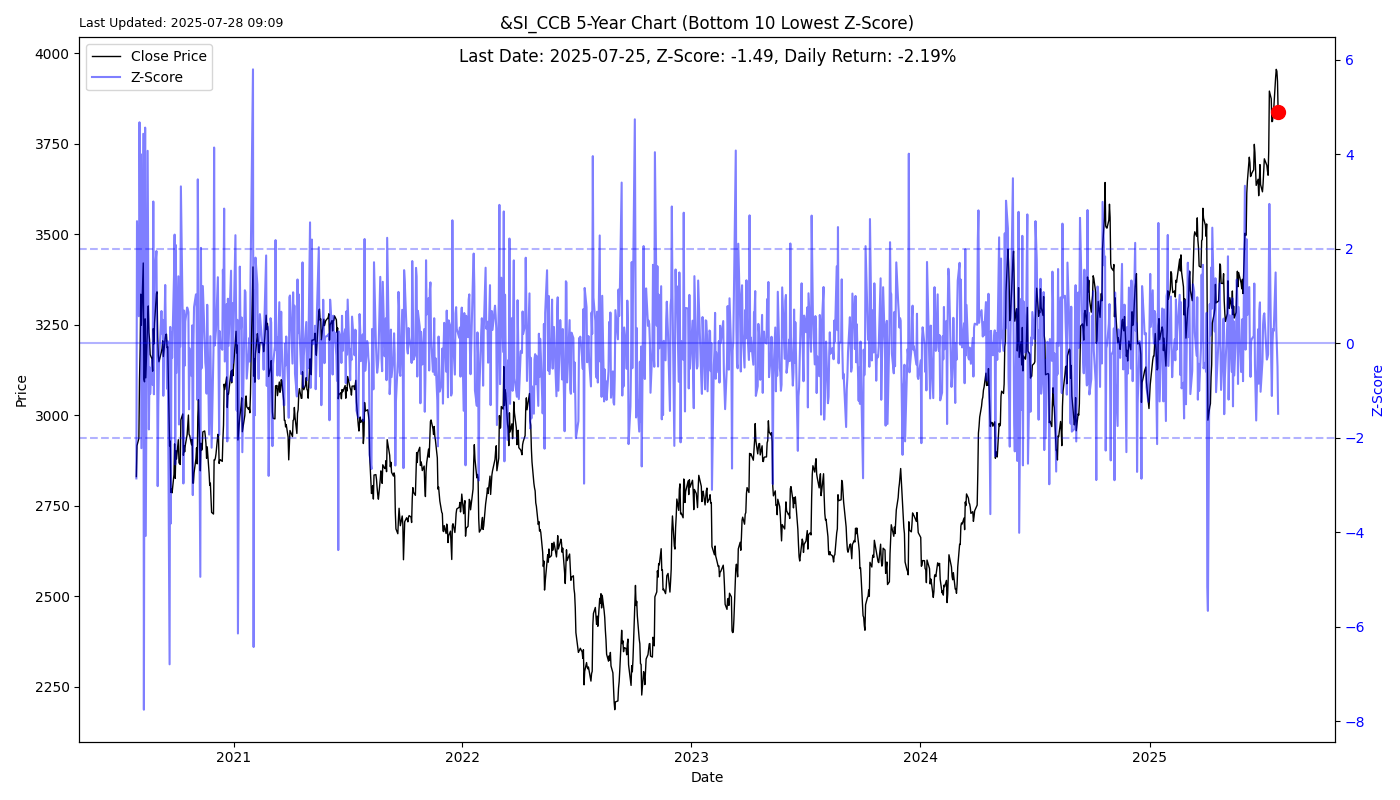 Last Updated: 2025-07-28 09:09
&SI_CCB 5-Year Chart (Bottom 10 Lowest Z-Score)
Last Date: 2025-07-25, Z-Score: -1.49, Daily Return: -2.19%
Close Price
Z-Score
Price
4000
3750
3500
3250
3000
2750
2500
2250
6
4
2
0
−2
−4
−6
−8
Z-Score
2021
2022
2023
2024
2025
Date